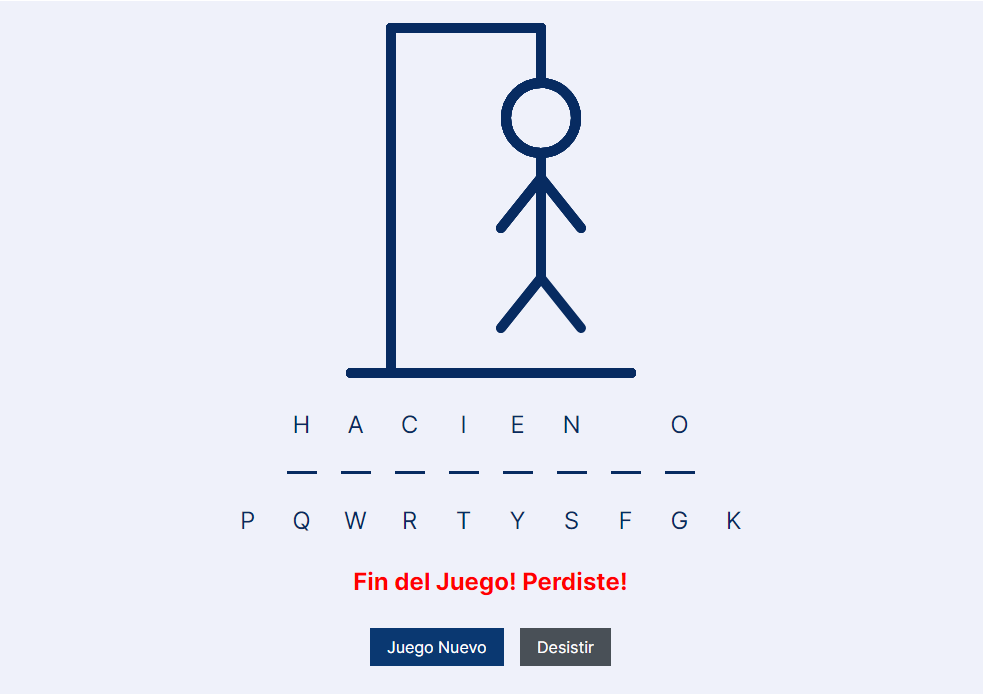 H A C I E N O
P Q W R T Y S F G K
Fin del Juego! Perdiste!
Juego Nuevo Desistir